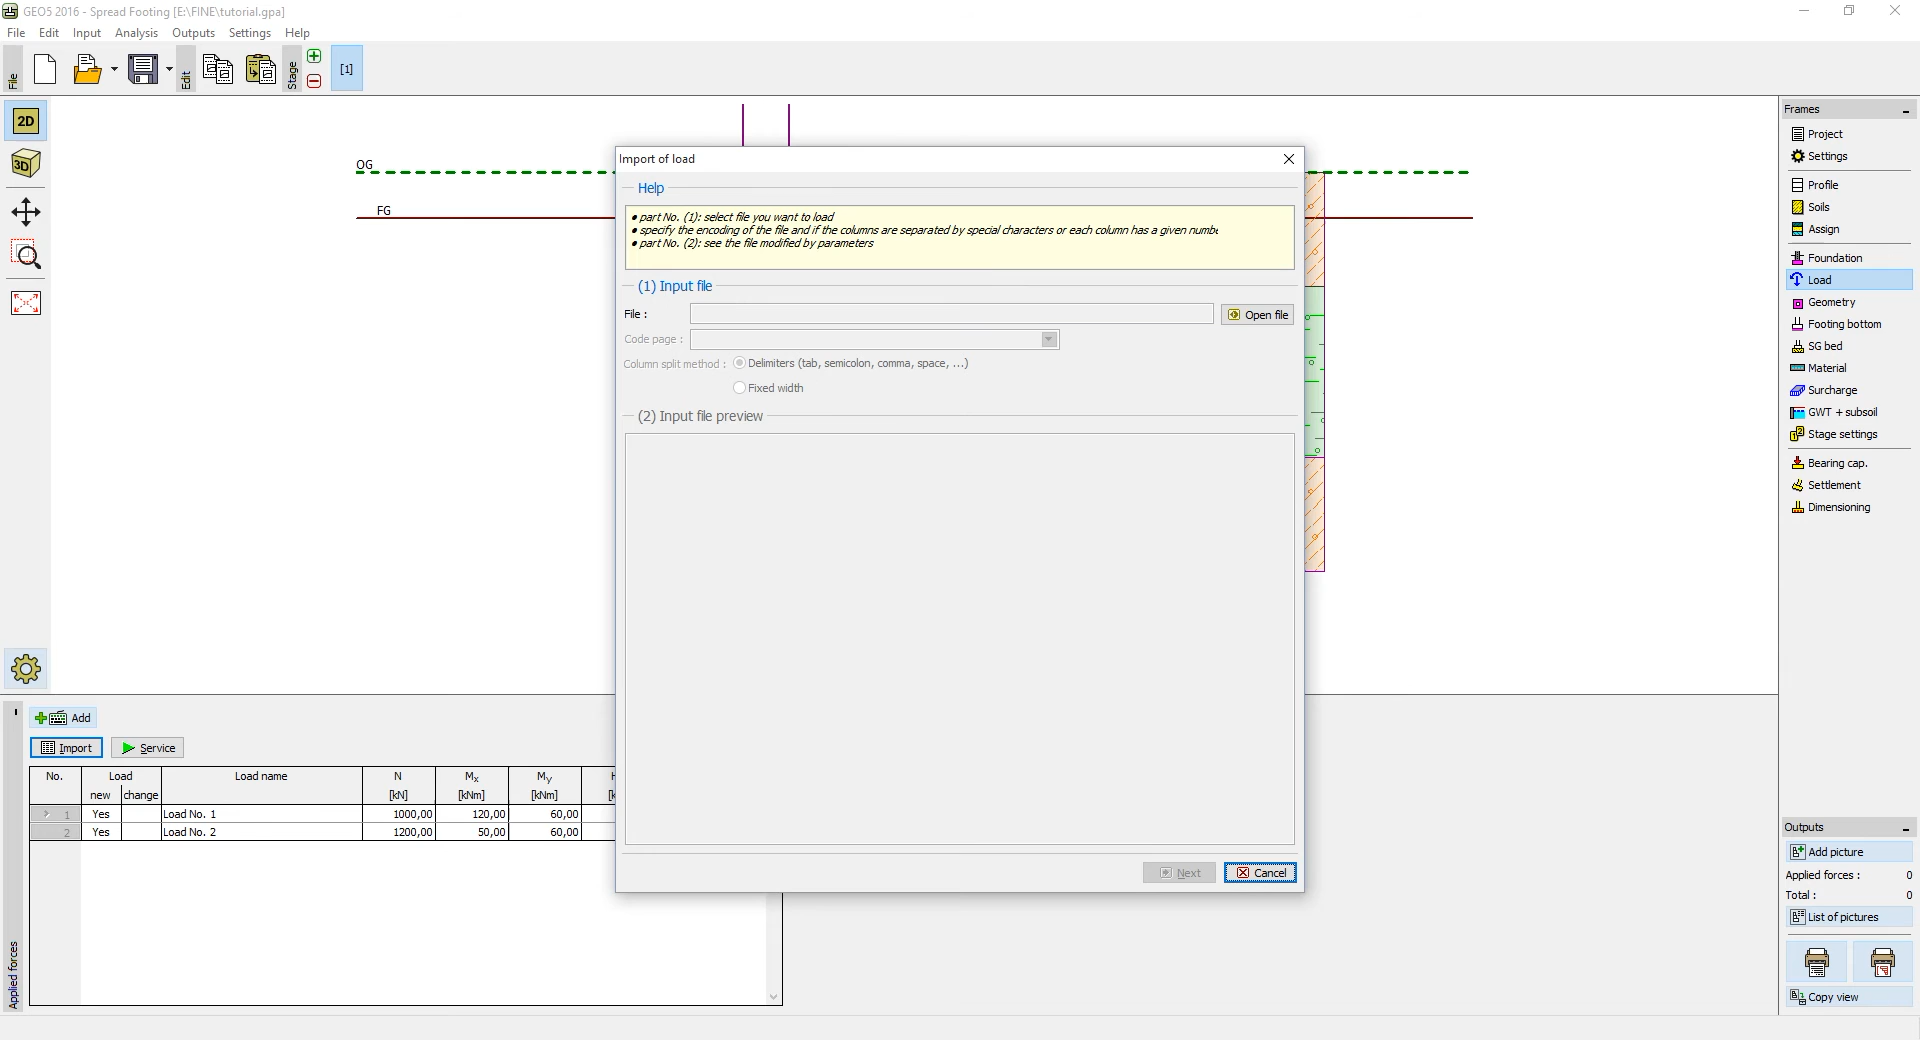 GEO5 2016 - Spread Footing [E:\FINE\tutorial.gpa]
File Edit Input Analysis Outputs Settings Help
File Edit Stage [1]
2D
3D
OG
FG
Import of load
Help
• part No. (1): select file you want to load
• specify the encoding of the file and if the columns are separated by special characters or each column has a given numbe
• part No. (2): see the file modified by parameters
(1) Input file
File :
Open file
Code page :
Column split method : Delimiters (tab, semicolon, comma, space, ...)
Fixed width
(2) Input file preview
Next
Cancel
Add
Import
Service
No. Load Load name N Mx My
new change [kN] [kNm] [kNm]
1 Yes Load No. 1 1000,00 120,00 60,00
2 Yes Load No. 2 1200,00 50,00 60,00
Applied forces
Frames
Project
Settings
Profile
Soils
Assign
Foundation
Load
Geometry
Footing bottom
SG bed
Material
Surcharge
GWT + subsoil
Stage settings
Bearing cap.
Settlement
Dimensioning
Outputs
Add picture
Applied forces : 0
Total : 0
List of pictures
Copy view